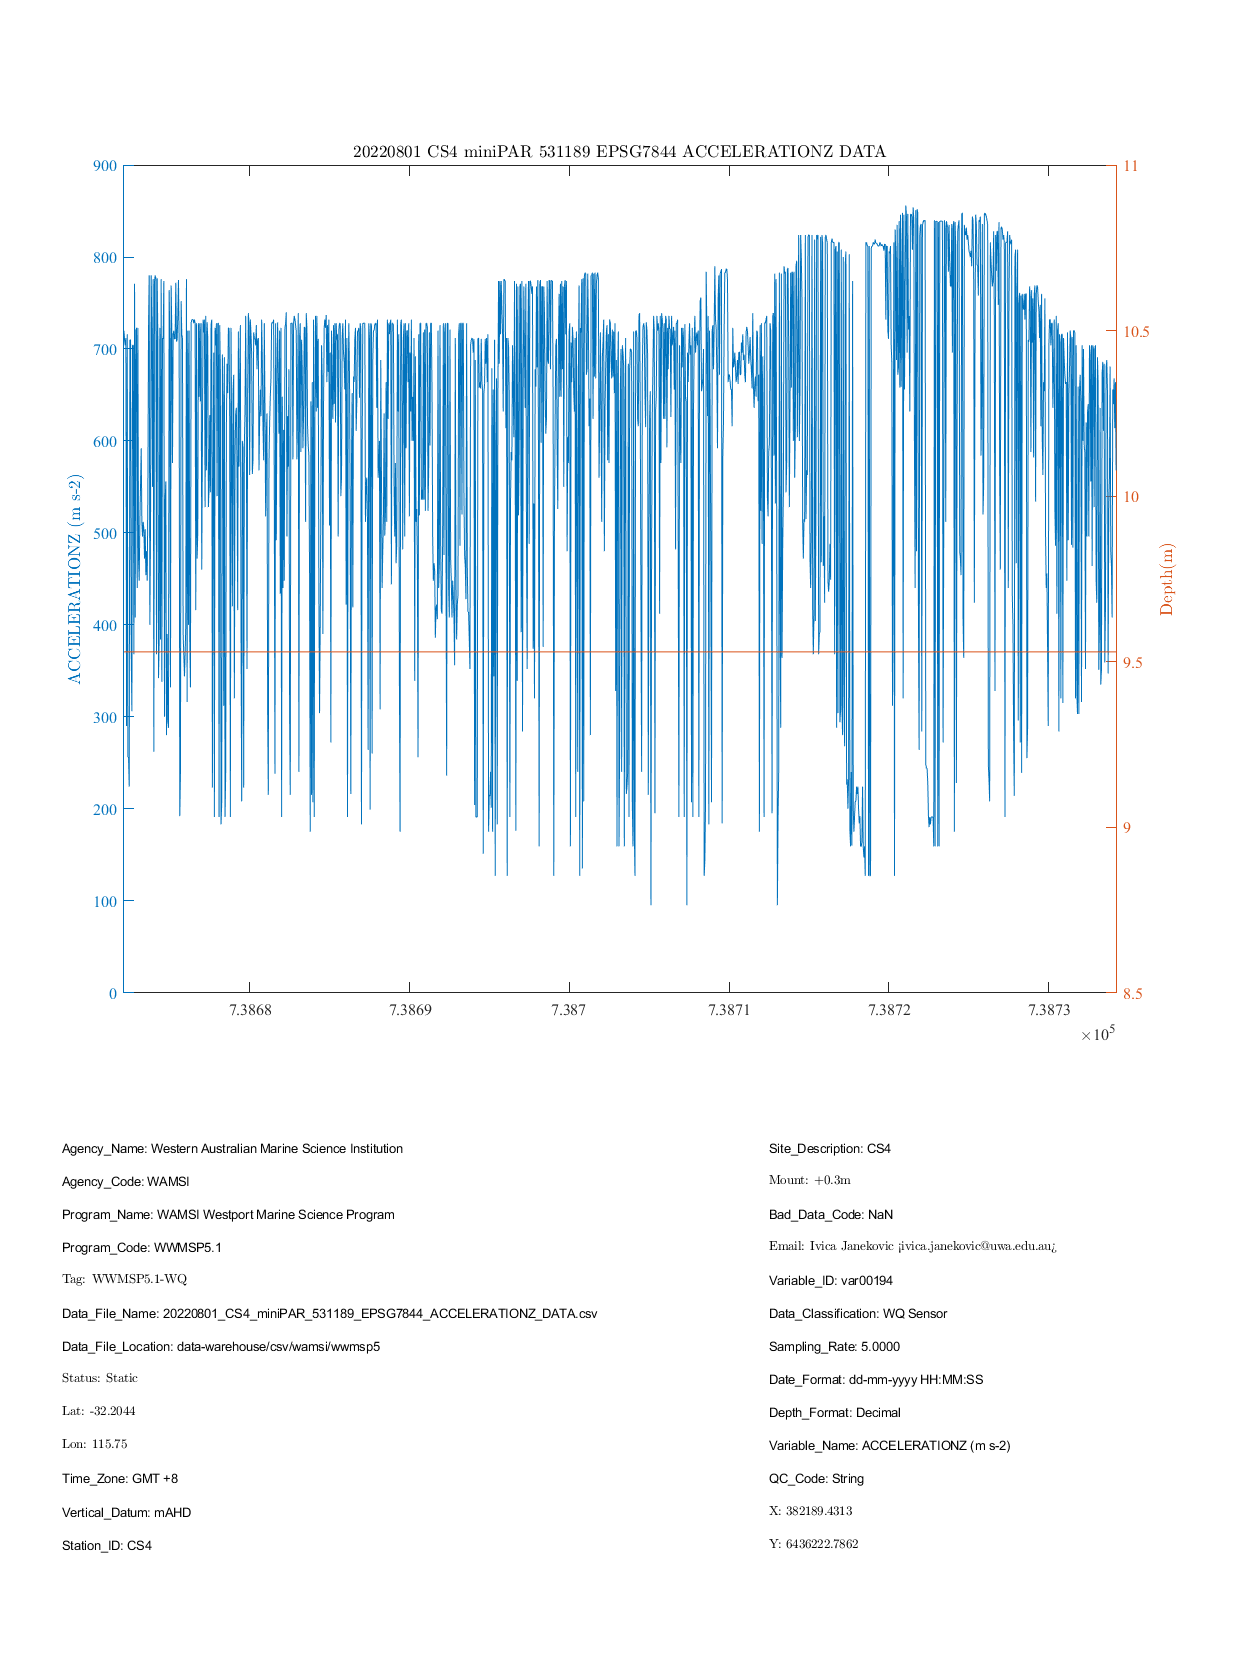 20220801 CS4 miniPAR 531189 EPSG7844 ACCELERATIONZ DATA
900
800
700
600
500
400
300
200
100
0
ACCELERATIONZ (m s-2)
11
10.5
10
9.5
9
8.5
Depth(m)
7.3868
7.3869
7.387
7.3871
7.3872
7.3873
×10^5
Agency_Name: Western Australian Marine Science Institution
Agency_Code: WAMSI
Program_Name: WAMSI Westport Marine Science Program
Program_Code: WWMSP5.1
Tag: WWMSP5.1-WQ
Data_File_Name: 20220801_CS4_miniPAR_531189_EPSG7844_ACCELERATIONZ_DATA.csv
Data_File_Location: data-warehouse/csv/wamsi/wwmsp5
Status: Static
Lat: -32.2044
Lon: 115.75
Time_Zone: GMT +8
Vertical_Datum: mAHD
Station_ID: CS4
Site_Description: CS4
Mount: +0.3m
Bad_Data_Code: NaN
Email: Ivica Janekovic ¡ivica.janekovic@uwa.edu.au¿
Variable_ID: var00194
Data_Classification: WQ Sensor
Sampling_Rate: 5.0000
Date_Format: dd-mm-yyyy HH:MM:SS
Depth_Format: Decimal
Variable_Name: ACCELERATIONZ (m s-2)
QC_Code: String
X: 382189.4313
Y: 6436222.7862